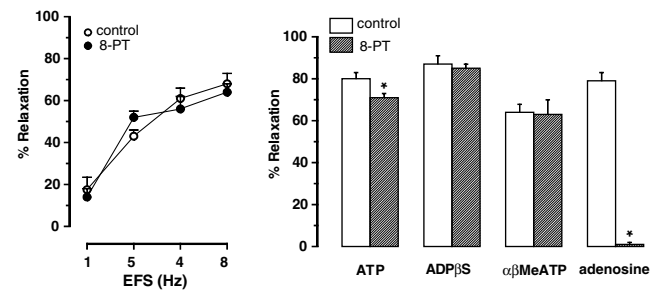 100
80
60
40
20
0
% Relaxation
control
8-PT
1 5 4 8
EFS (Hz)
control
8-PT
100
80
60
40
20
0
% Relaxation
*
*
ATP ADPβS αβMeATP adenosine